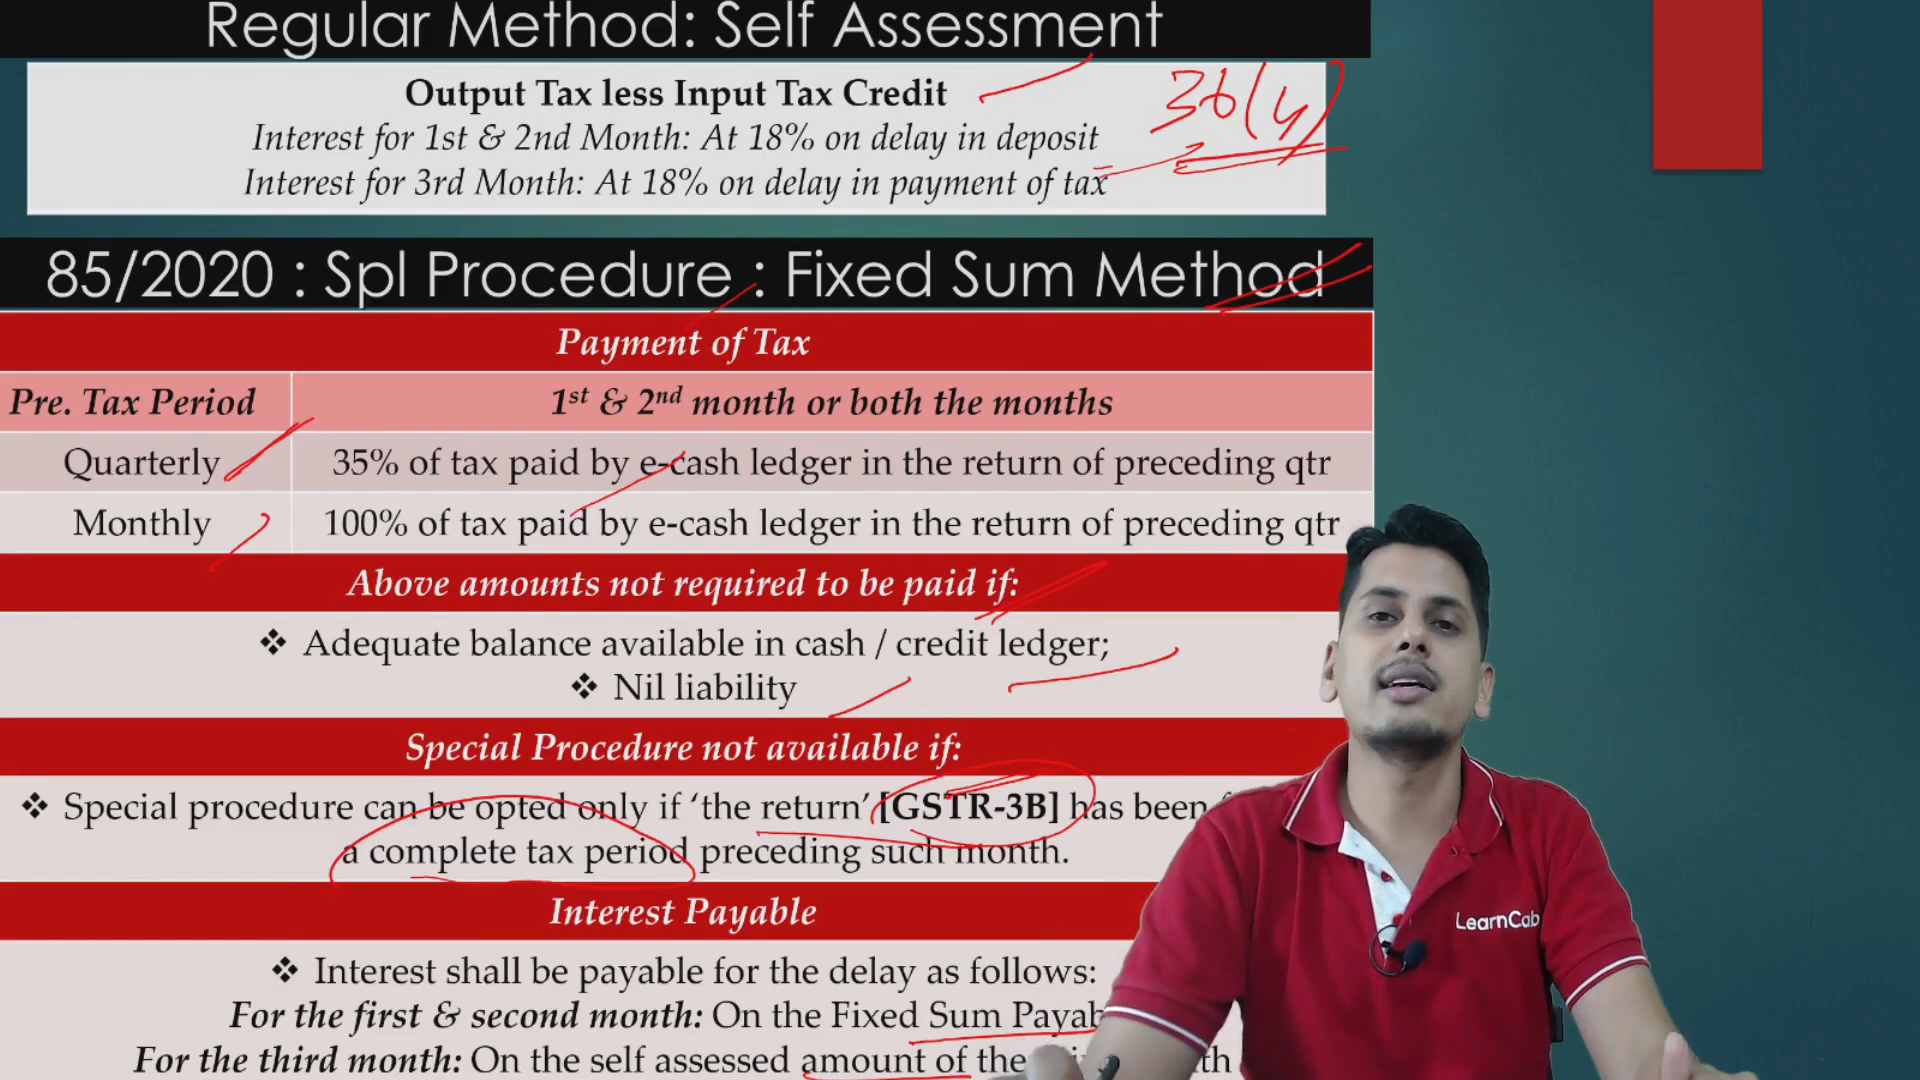 Regular Method: Self Assessment
Output Tax less Input Tax Credit
36(4)
Interest for 1st & 2nd Month: At 18% on delay in deposit
Interest for 3rd Month: At 18% on delay in payment of tax
85/2020 : Spl Procedure : Fixed Sum Method
Payment of Tax
Pre. Tax Period 1st & 2nd month or both the months
Quarterly 35% of tax paid by e-cash ledger in the return of preceding qtr
Monthly 100% of tax paid by e-cash ledger in the return of preceding qtr
Above amounts not required to be paid if:
❖ Adequate balance available in cash / credit ledger;
❖ Nil liability
Special Procedure not available if:
❖ Special procedure can be opted only if ‘the return’ [GSTR-3B] has been
a complete tax period preceding such month.
Interest Payable
❖ Interest shall be payable for the delay as follows:
For the first & second month: On the Fixed Sum Payab
For the third month: On the self assessed amount of the
LearnCab